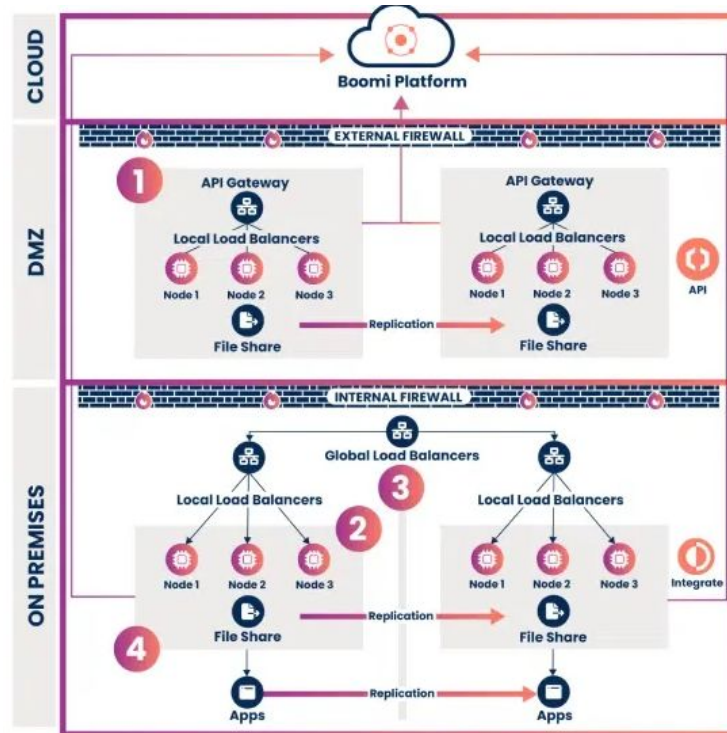 CLOUD
Boomi Platform
DMZ
EXTERNAL FIREWALL
1
API Gateway
API Gateway
Local Load Balancers
Local Load Balancers
Node 1
Node 2
Node 3
Node 1
Node 2
Node 3
API
File Share
Replication
File Share
ON PREMISES
INTERNAL FIREWALL
Global Load Balancers
3
Local Load Balancers
Local Load Balancers
2
Node 1
Node 2
Node 3
Node 1
Node 2
Node 3
Integrate
File Share
Replication
File Share
4
Apps
Replication
Apps